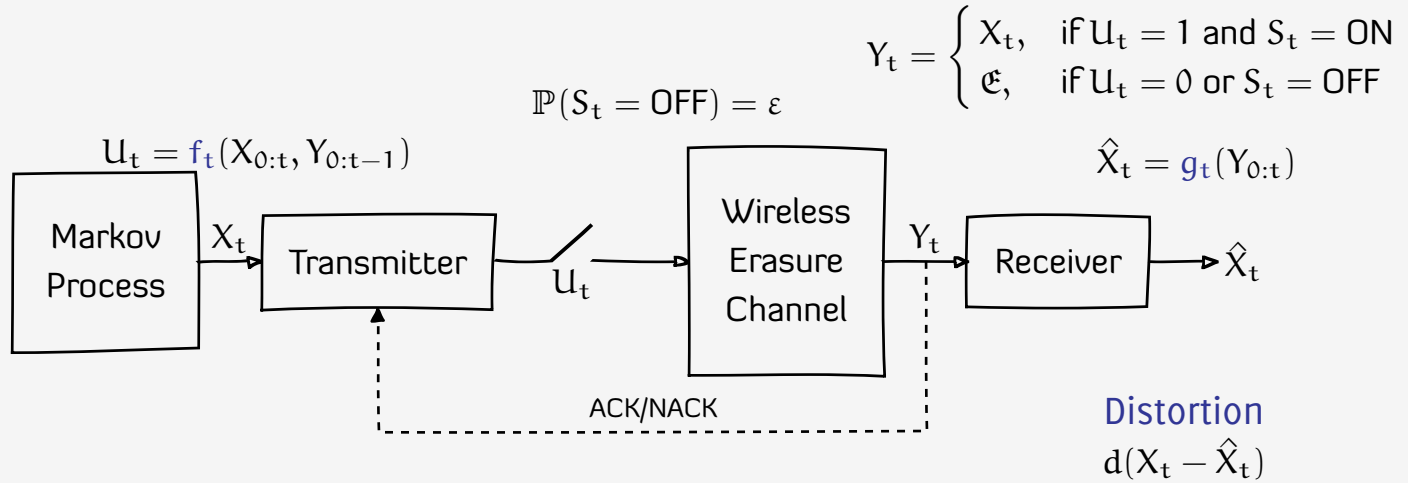 Y_t = { X_t, if U_t = 1 and S_t = ON
𝔈, if U_t = 0 or S_t = OFF
ℙ(S_t = OFF) = ε
U_t = f_t(X_{0:t}, Y_{0:t−1})
X̂_t = g_t(Y_{0:t})
Markov
Process
X_t
Transmitter
U_t
Wireless
Erasure
Channel
Y_t
Receiver
X̂_t
ACK/NACK
Distortion
d(X_t − X̂_t)